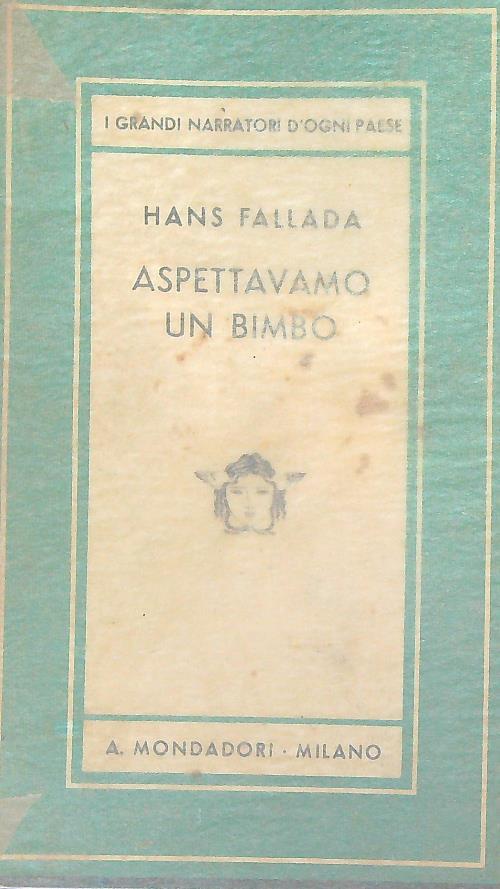 I GRANDI NARRATORI D'OGNI PAESE
HANS FALLADA
ASPETTAVAMO
UN BIMBO
A. MONDADORI · MILANO